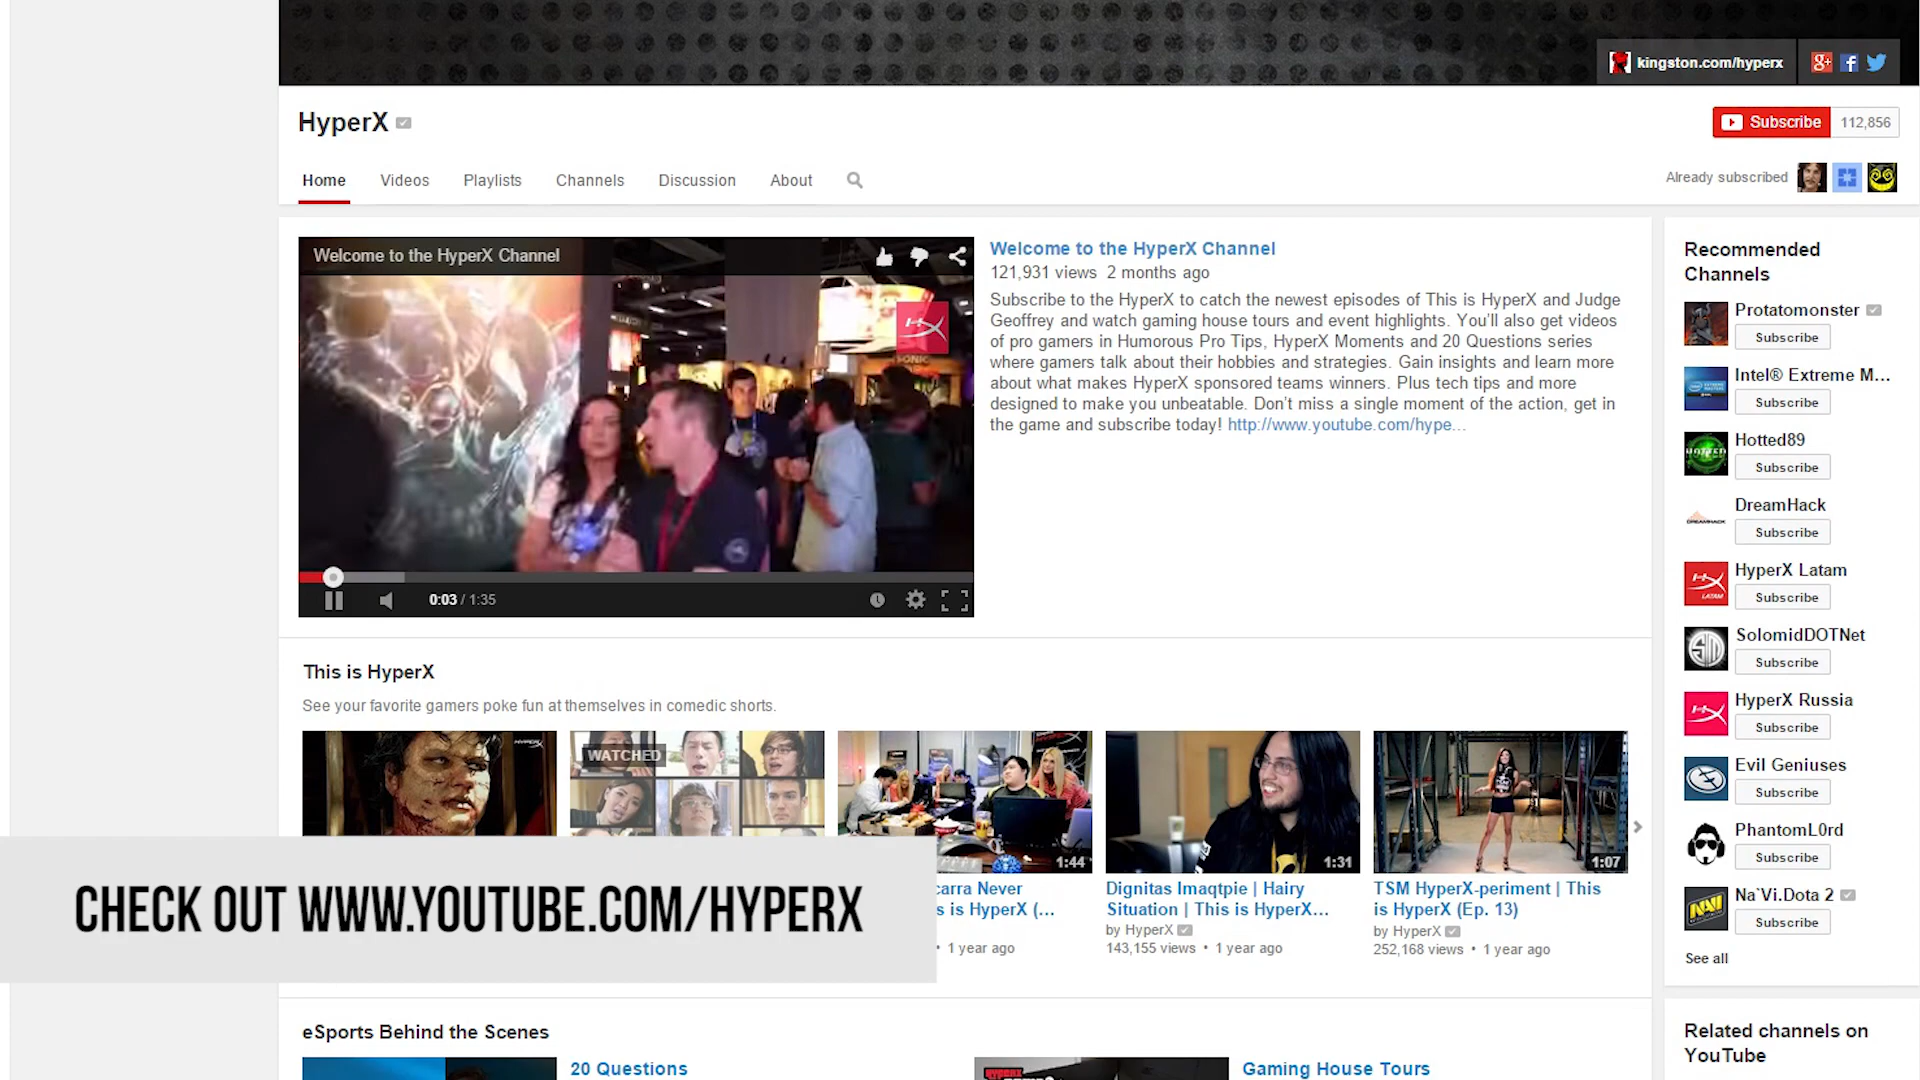 kingston.com/hyperx
HyperX
Subscribe 112,856
Home Videos Playlists Channels Discussion About
Already subscribed
Welcome to the HyperX Channel
SONIC
0:03 / 1:35
Welcome to the HyperX Channel
121,931 views 2 months ago
Subscribe to the HyperX to catch the newest episodes of This is HyperX and Judge
Geoffrey and watch gaming house tours and event highlights. You'll also get videos
of pro gamers in Humorous Pro Tips, HyperX Moments and 20 Questions series
where gamers talk about their hobbies and strategies. Gain insights and learn more
about what makes HyperX sponsored teams winners. Plus tech tips and more
designed to make you unbeatable. Don't miss a single moment of the action, get in
the game and subscribe today! http://www.youtube.com/hype...
This is HyperX
See your favorite gamers poke fun at themselves in comedic shorts.
HYPERX
WATCHED
1:44
1:31
1:07
carra Never
s is HyperX (...
• 1 year ago
Dignitas Imaqtpie | Hairy
Situation | This is HyperX...
by HyperX
143,155 views • 1 year ago
TSM HyperX-periment | This
is HyperX (Ep. 13)
by HyperX
252,168 views • 1 year ago
CHECK OUT WWW.YOUTUBE.COM/HYPERX
eSports Behind the Scenes
20 Questions
Gaming House Tours
Recommended
Channels
Protatomonster
Subscribe
Intel® Extreme M...
Subscribe
Hotted89
Subscribe
DreamHack
Subscribe
HyperX Latam
Subscribe
SolomidDOTNet
Subscribe
HyperX Russia
Subscribe
Evil Geniuses
Subscribe
PhantomL0rd
Subscribe
Na`Vi.Dota 2
Subscribe
See all
Related channels on
YouTube